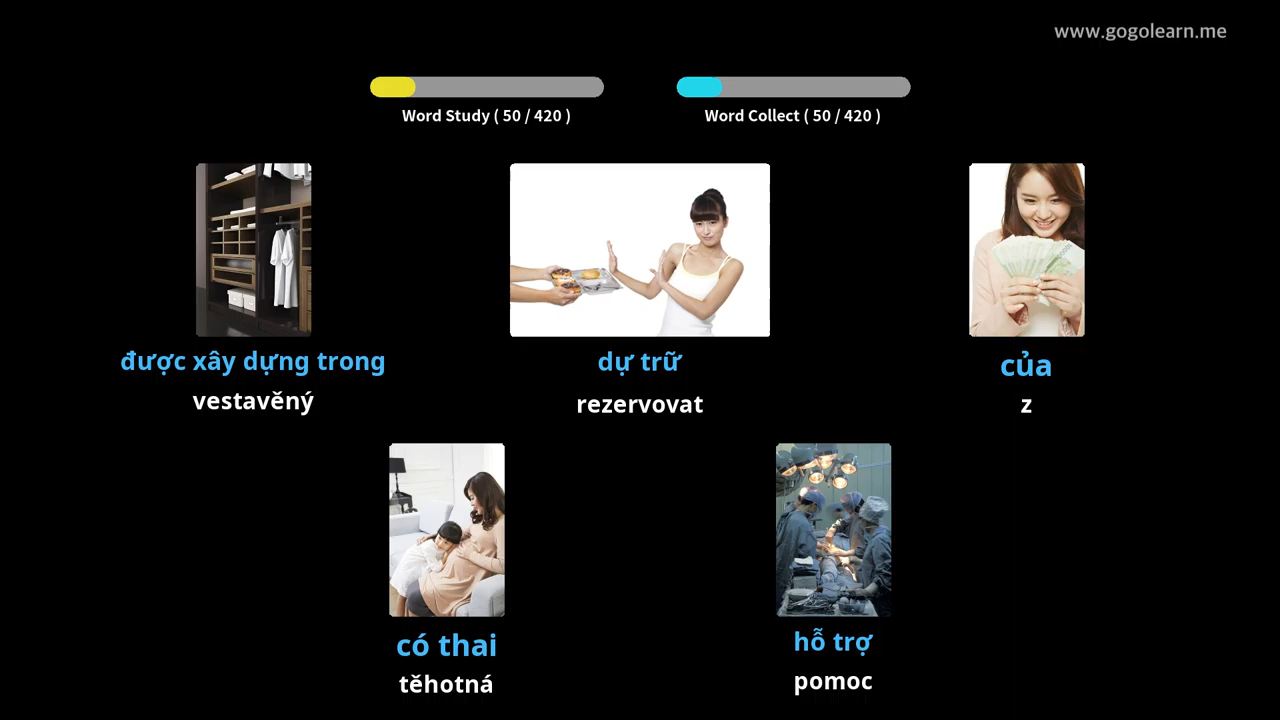 www.gogolearn.me
Word Study ( 50 / 420 )
Word Collect ( 50 / 420 )
được xây dựng trong
vestavěný
dự trữ
rezervovat
của
z
có thai
těhotná
hỗ trợ
pomoc